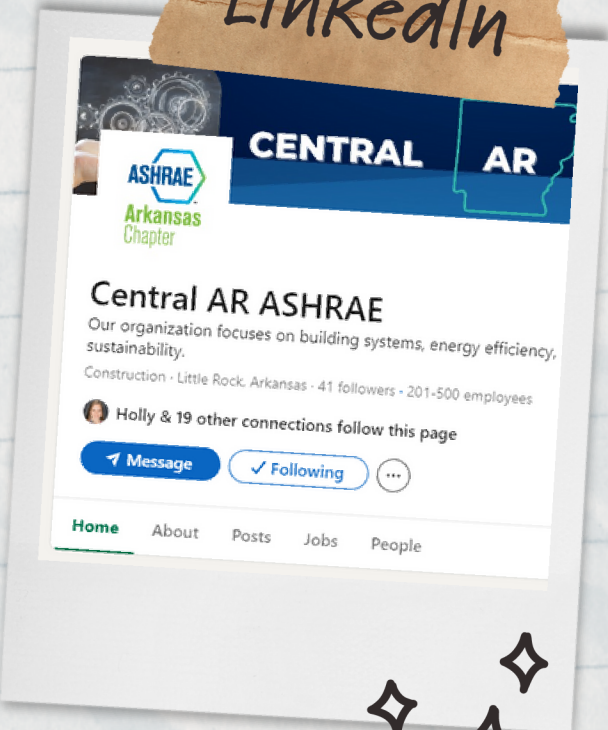 LinkedIn
CENTRAL AR
ASHRAE
Arkansas
Chapter
Central AR ASHRAE
Our organization focuses on building systems, energy efficiency,
sustainability.
Construction · Little Rock, Arkansas · 41 followers · 201-500 employees
Holly & 19 other connections follow this page
Message Following
Home About Posts Jobs People